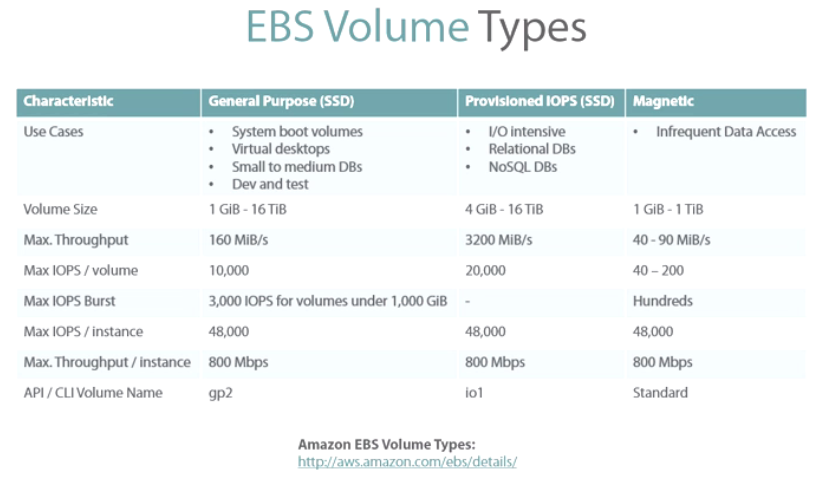 EBS Volume Types
Characteristic General Purpose (SSD) Provisioned IOPS (SSD) Magnetic
Use Cases • System boot volumes • I/O intensive • Infrequent Data Access
• Virtual desktops • Relational DBs
• Small to medium DBs • NoSQL DBs
• Dev and test
Volume Size 1 GiB - 16 TiB 4 GiB - 16 TiB 1 GiB - 1 TiB
Max. Throughput 160 MiB/s 3200 MiB/s 40 - 90 MiB/s
Max IOPS / volume 10,000 20,000 40 – 200
Max IOPS Burst 3,000 IOPS for volumes under 1,000 GiB - Hundreds
Max IOPS / instance 48,000 48,000 48,000
Max. Throughput / instance 800 Mbps 800 Mbps 800 Mbps
API / CLI Volume Name gp2 io1 Standard
Amazon EBS Volume Types:
http://aws.amazon.com/ebs/details/